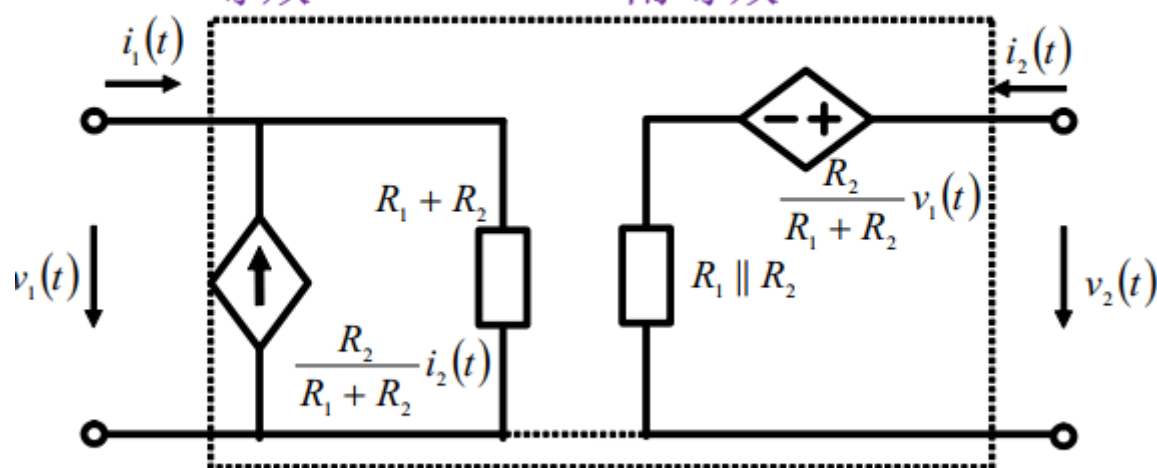 i₁(t)
i₂(t)
R₁ + R₂
R₂
R₁ + R₂
v₁(t)
v₁(t)
R₁ ∥ R₂
v₂(t)
R₂
R₁ + R₂
i₂(t)